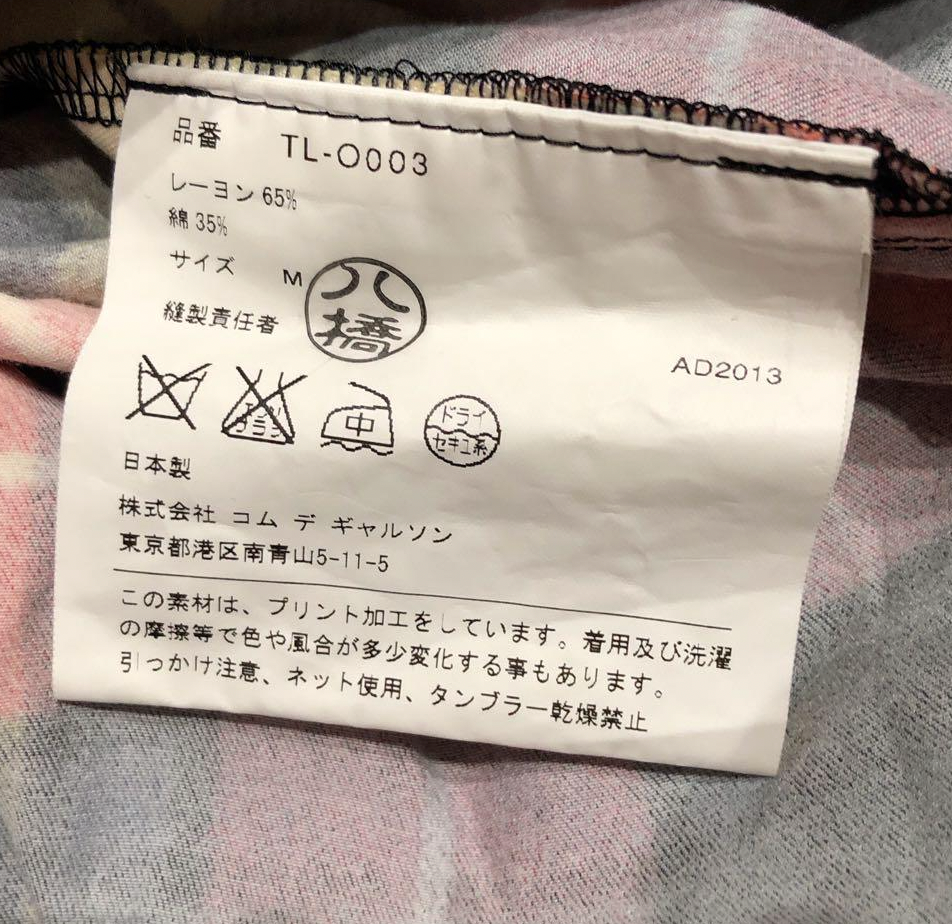 品番 TL-O003
レーヨン 65%
綿 35%
サイズ M
縫製責任者 八橋
AD2013
エンソ サラシ
中
ドライ
セキユ系
日本製
株式会社 コム デ ギャルソン
東京都港区南青山5-11-5
この素材は、プリント加工をしています。着用及び洗濯
の摩擦等で色や風合が多少変化する事もあります。
引っかけ注意、ネット使用、タンブラー乾燥禁止